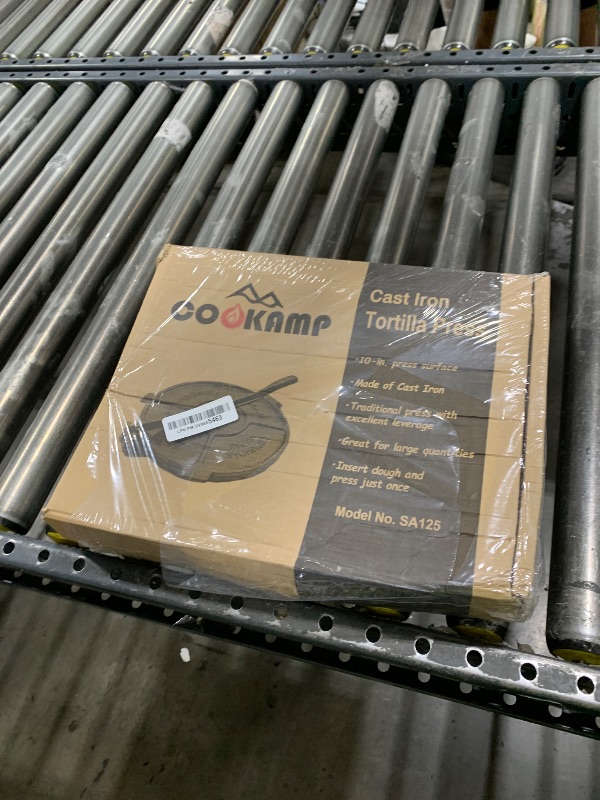 COOKAMP
Cast Iron
Tortilla Press
·10-in. press surface
·Made of Cast Iron
·Traditional press with
excellent leverage
·Great for large quantities
·Insert dough and
press just once
Model No. SA125
5463